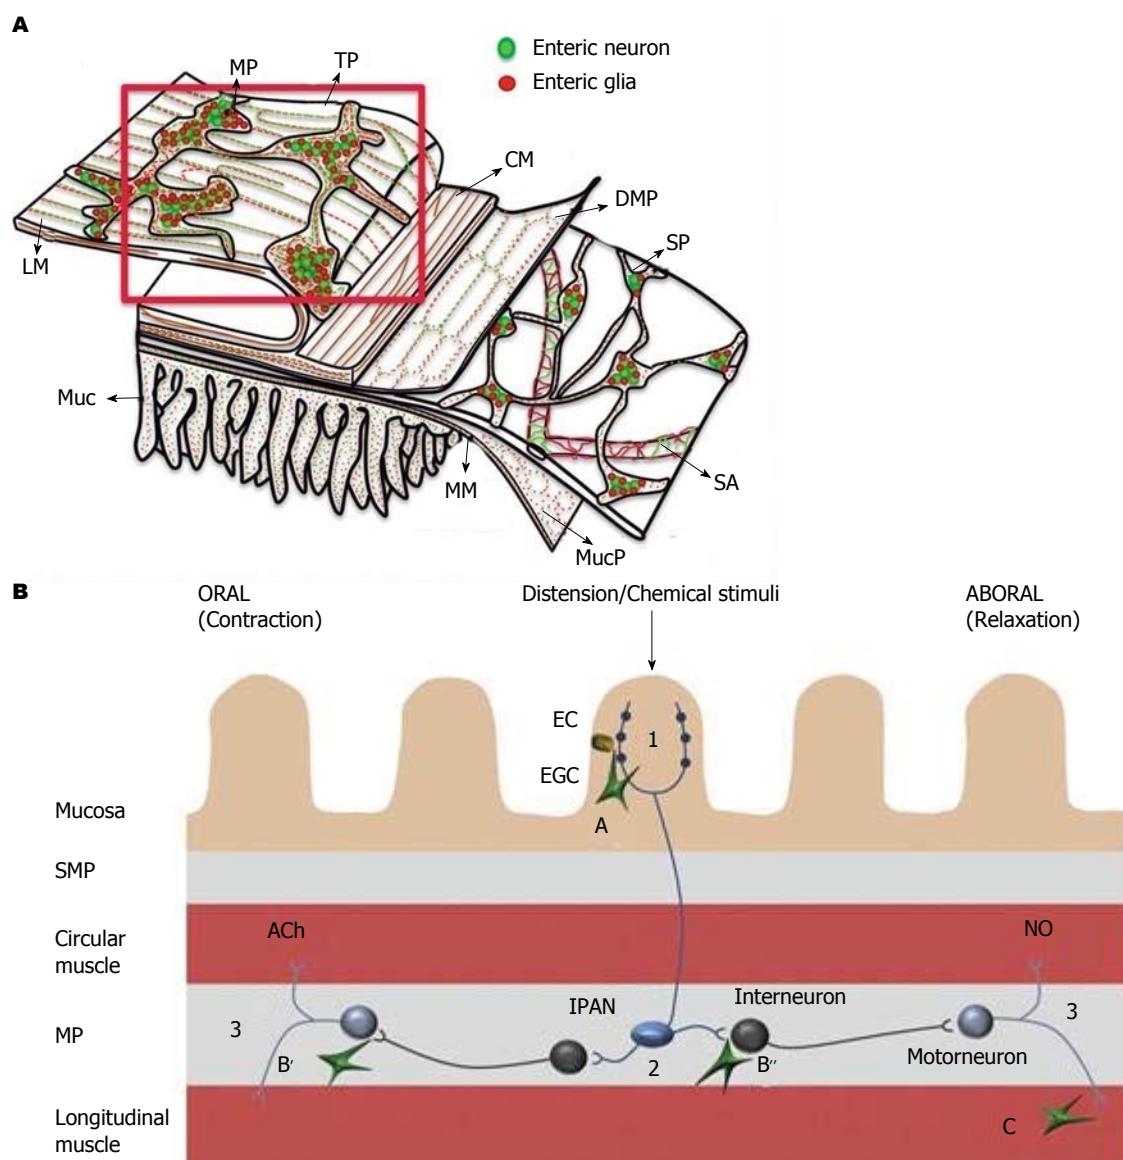 A
Enteric neuron
Enteric glia
MP
TP
CM
DMP
SP
LM
Muc
MM
SA
MucP
B
ORAL
(Contraction)
Distension/Chemical stimuli
ABORAL
(Relaxation)
EC
1
EGC
A
Mucosa
SMP
ACh
NO
Circular
muscle
IPAN
Interneuron
3
3
MP
B′
2
B″
Motorneuron
Longitudinal
muscle
C